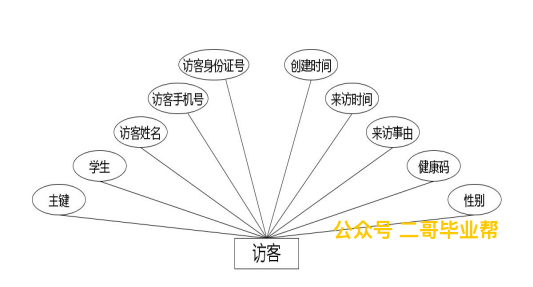 访客身份证号
创建时间
访客手机号
来访时间
访客姓名
来访事由
学生
健康码
主键
性别
公众号 二哥毕业帮
访客